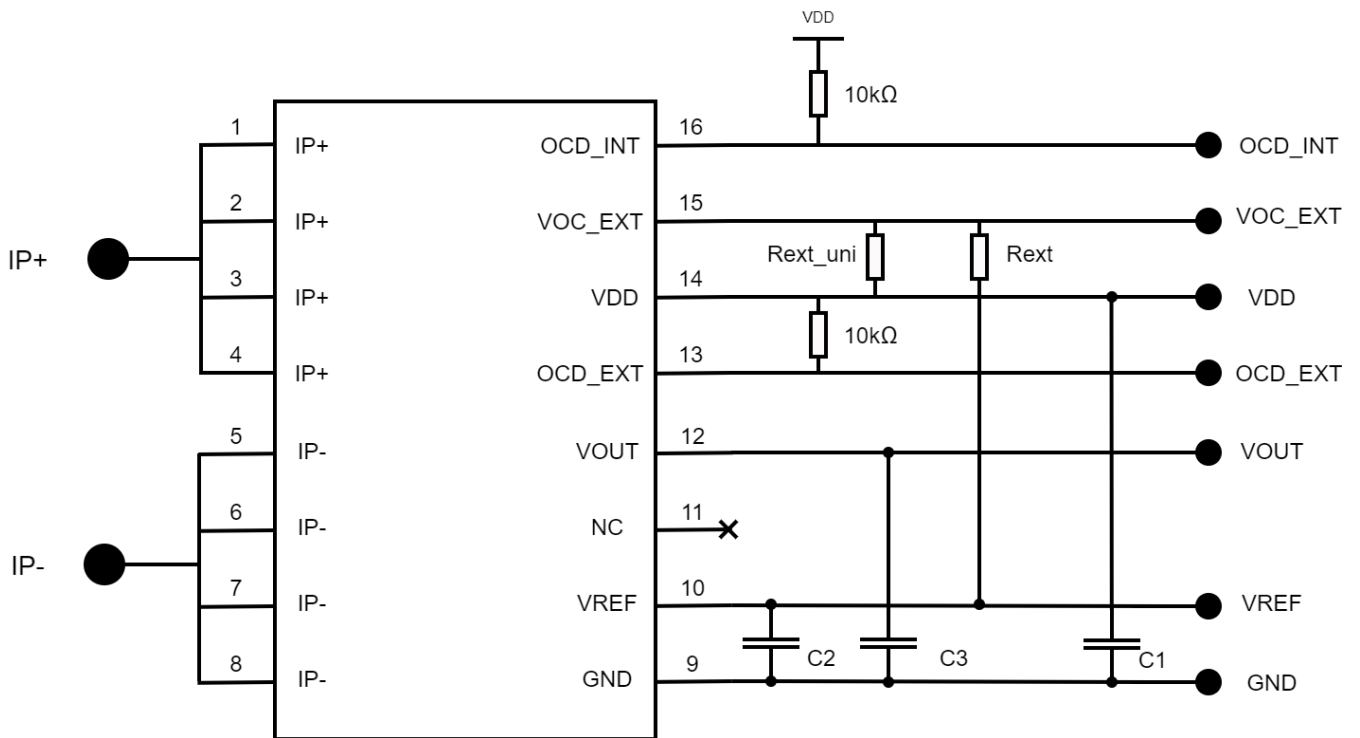 VDD
10kΩ
1 IP+ OCD_INT 16 OCD_INT
2 IP+ VOC_EXT 15 VOC_EXT
Rext_uni Rext
IP+
3 IP+ VDD 14 VDD
10kΩ
4 IP+ OCD_EXT 13 OCD_EXT
5 IP- VOUT 12 VOUT
6 IP- NC 11
IP-
7 IP- VREF 10 VREF
C2 C3 C1
8 IP- GND 9 GND